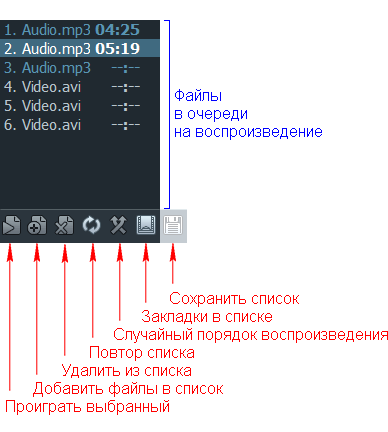 1. Audio.mp3 04:25
2. Audio.mp3 05:19
3. Audio.mp3 --:--
4. Video.avi --:--
5. Video.avi --:--
6. Video.avi --:--
Файлы
в очереди
на воспроизведение
Сохранить список
Закладки в списке
Случайный порядок воспроизведения
Повтор списка
Удалить из списка
Добавить файлы в список
Проиграть выбранный